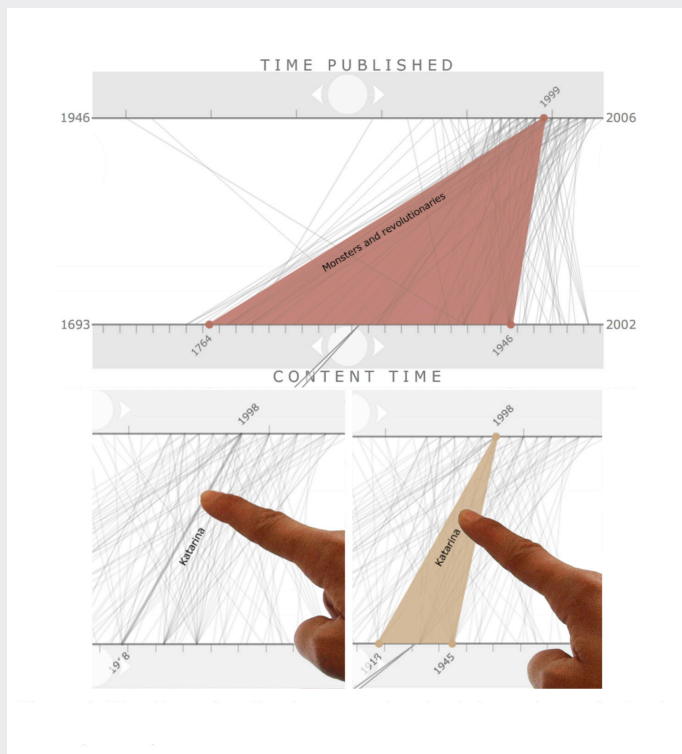 TIME PUBLISHED
1999
1946
2006
Monsters and revolutionaries
1693
2002
1764
1946
CONTENT TIME
1998
Katarina
1998
Katarina
1945